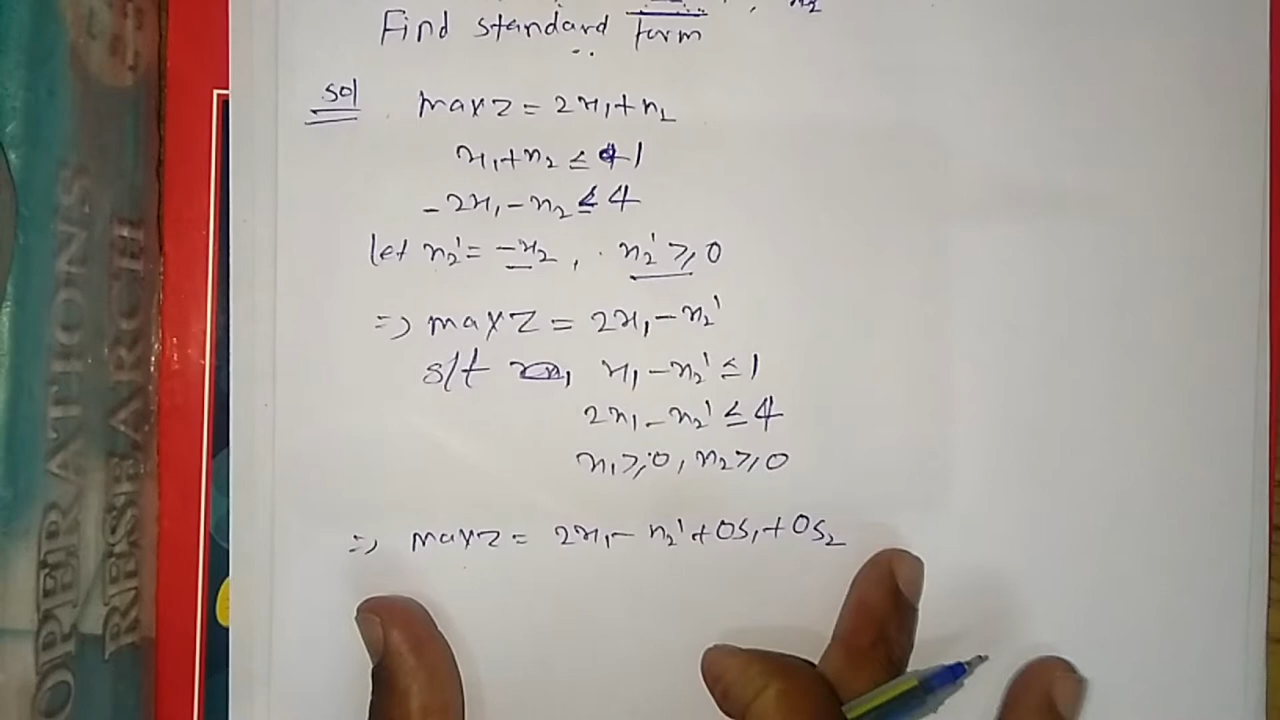 Find standard form
sol max z = 2x₁ + x₂
x₁ + x₂ ≤ 1
-2x₁ - x₂ ≤ 4
let x₂' = -x₂, x₂' ≥ 0
=> max z = 2x₁ - x₂'
s/t x₁ - x₂' ≤ 1
2x₁ - x₂' ≤ 4
x₁ ≥ 0, x₂ ≥ 0
=> max z = 2x₁ - x₂' + 0s₁ + 0s₂
OPERATIONS
RESEARCH